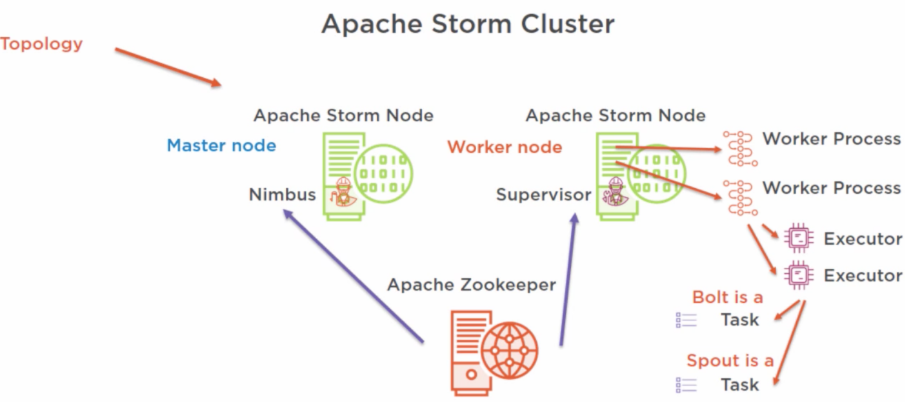 Apache Storm Cluster
Topology
Apache Storm Node
Apache Storm Node
Master node
Worker node
Worker Process
Nimbus
Supervisor
Worker Process
Executor
Apache Zookeeper
Executor
Bolt is a
Task
Spout is a
Task